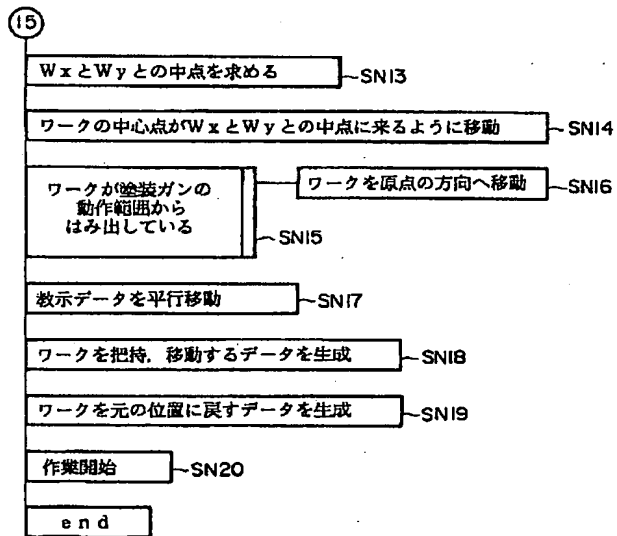 15
WxとWyとの中点を求める
SN13
ワークの中心点がWxとWyとの中点に来るように移動
SN14
ワークが塗装ガンの
動作範囲から
はみ出している
SN15
ワークを原点の方向へ移動
SN16
教示データを平行移動
SN17
ワークを把持,移動するデータを生成
SN18
ワークを元の位置に戻すデータを生成
SN19
作業開始
SN20
end